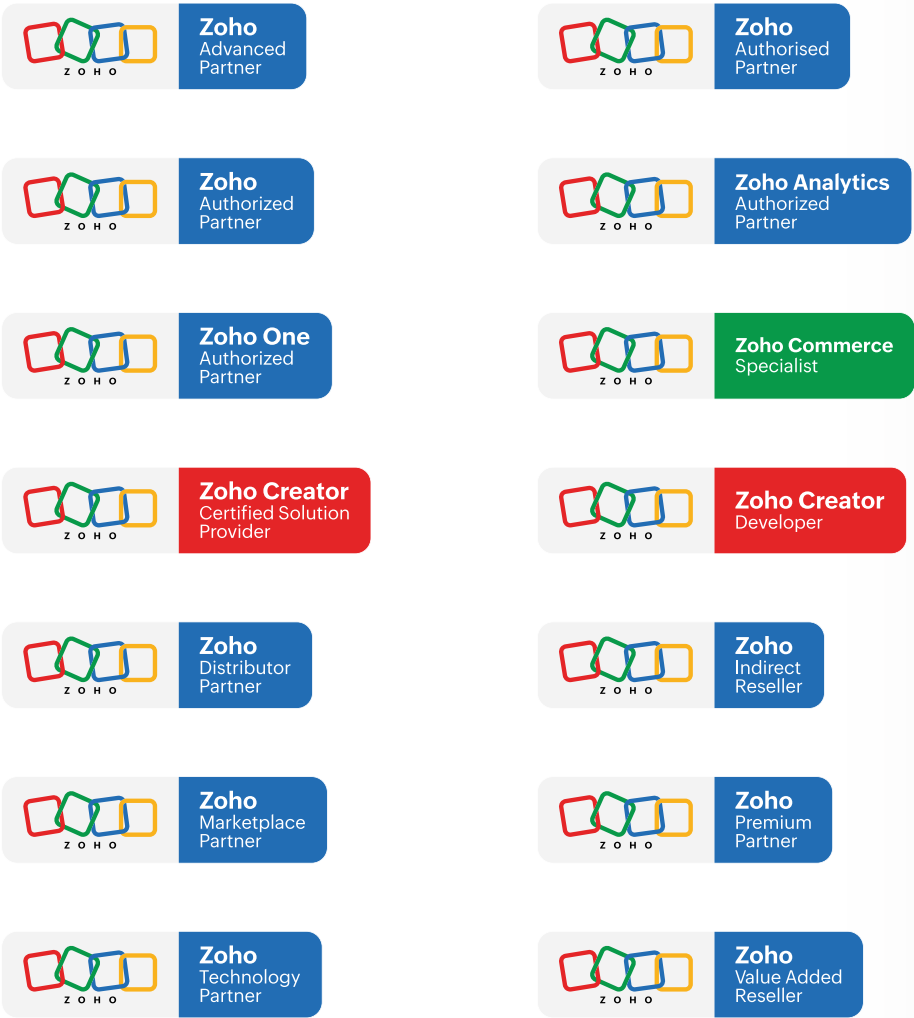 ZOHO
Zoho
Advanced
Partner
ZOHO
Zoho
Authorised
Partner
ZOHO
Zoho
Authorized
Partner
ZOHO
Zoho Analytics
Authorized
Partner
ZOHO
Zoho One
Authorized
Partner
ZOHO
Zoho Commerce
Specialist
ZOHO
Zoho Creator
Certified Solution
Provider
ZOHO
Zoho Creator
Developer
ZOHO
Zoho
Distributor
Partner
ZOHO
Zoho
Indirect
Reseller
ZOHO
Zoho
Marketplace
Partner
ZOHO
Zoho
Premium
Partner
ZOHO
Zoho
Technology
Partner
ZOHO
Zoho
Value Added
Reseller